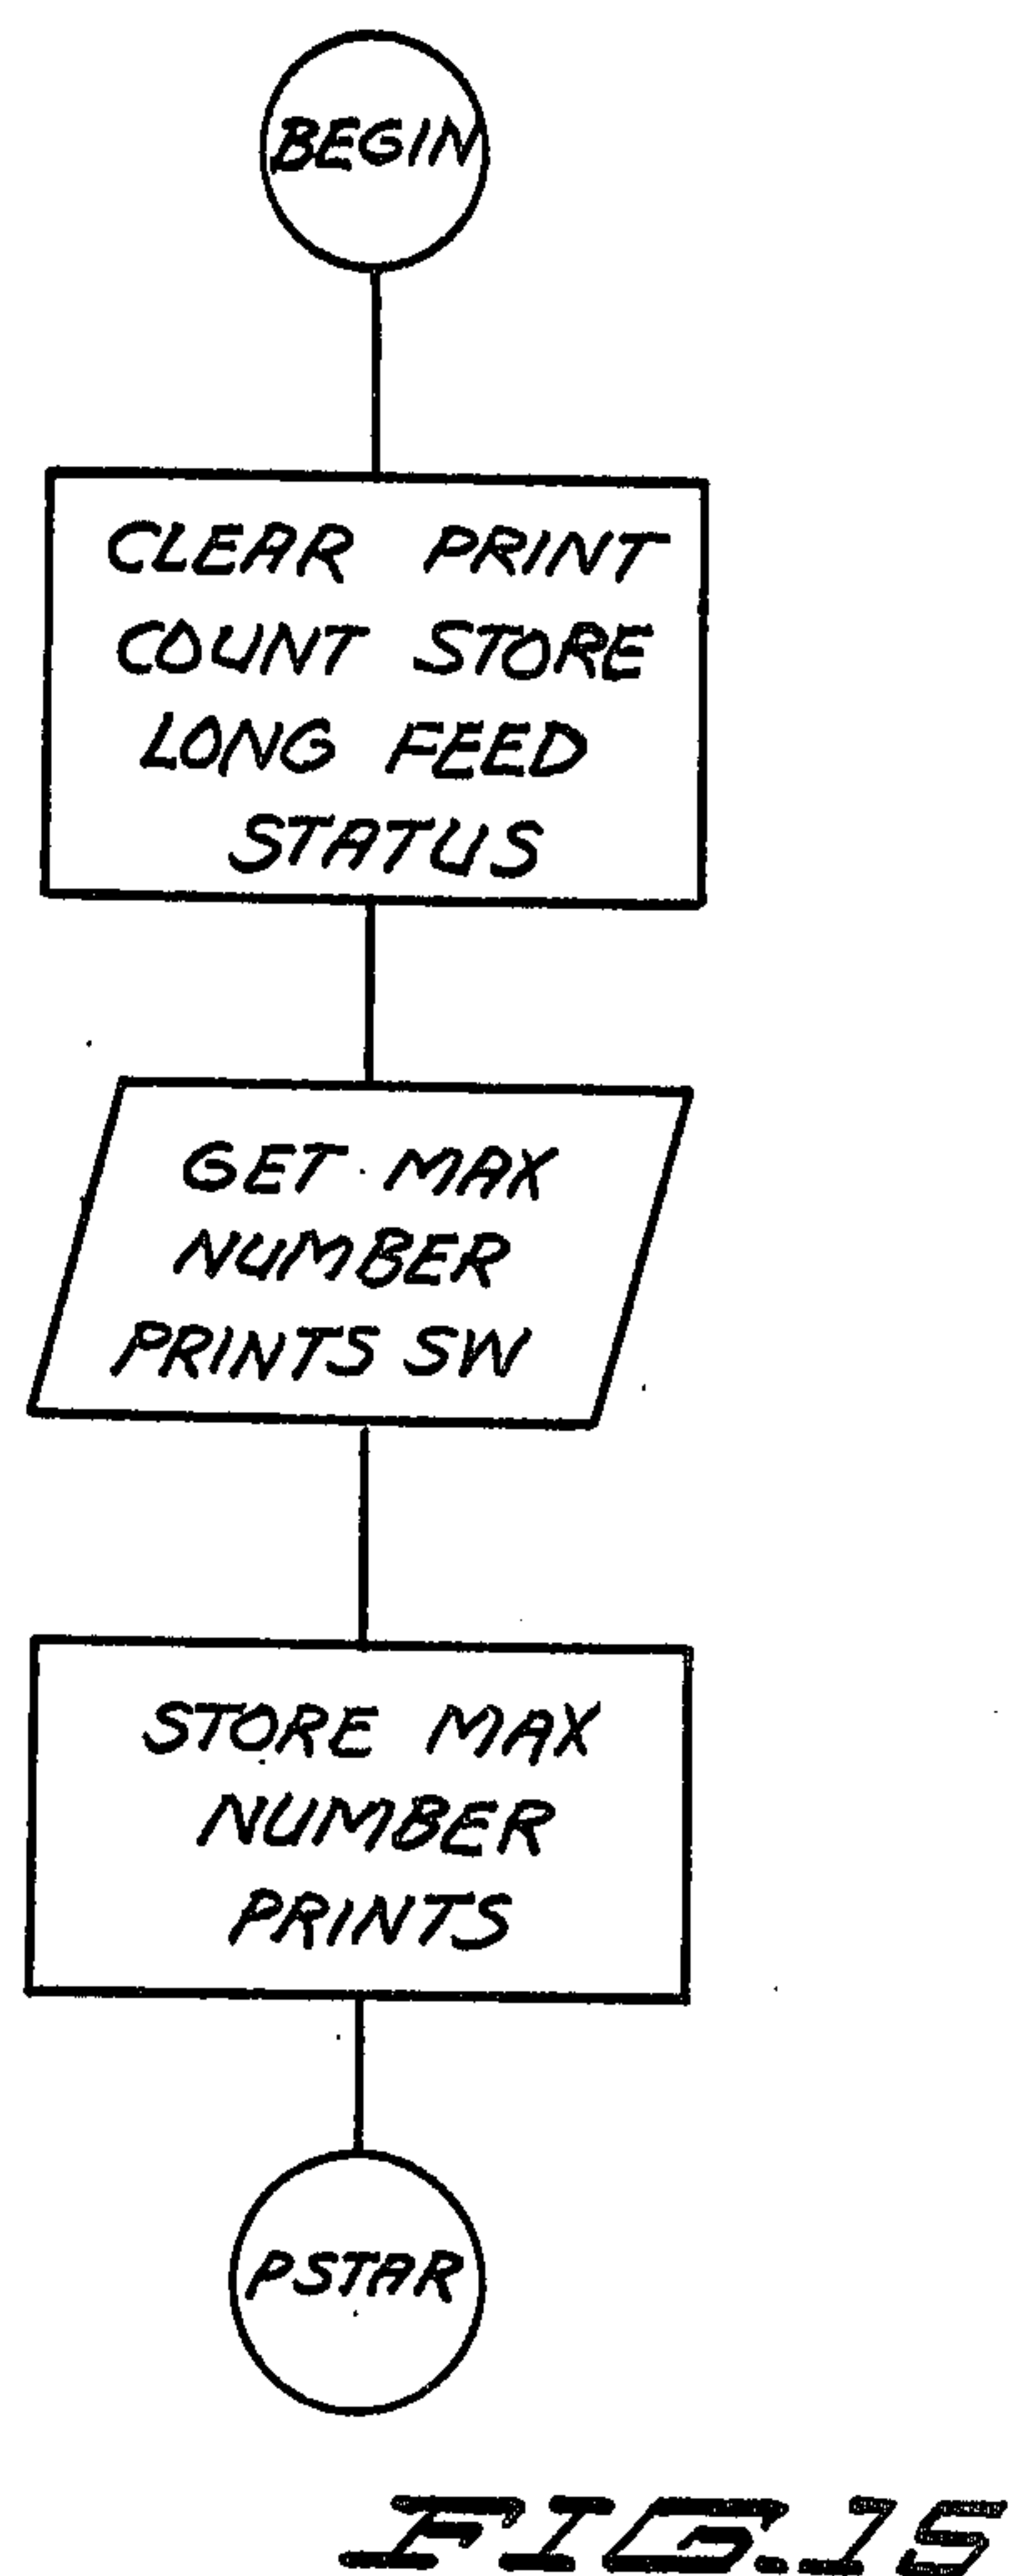 BEGIN
CLEAR PRINT
COUNT STORE
LONG FEED
STATUS
GET MAX
NUMBER
PRINTS SW
STORE MAX
NUMBER
PRINTS
PSTAR
FIG. 15